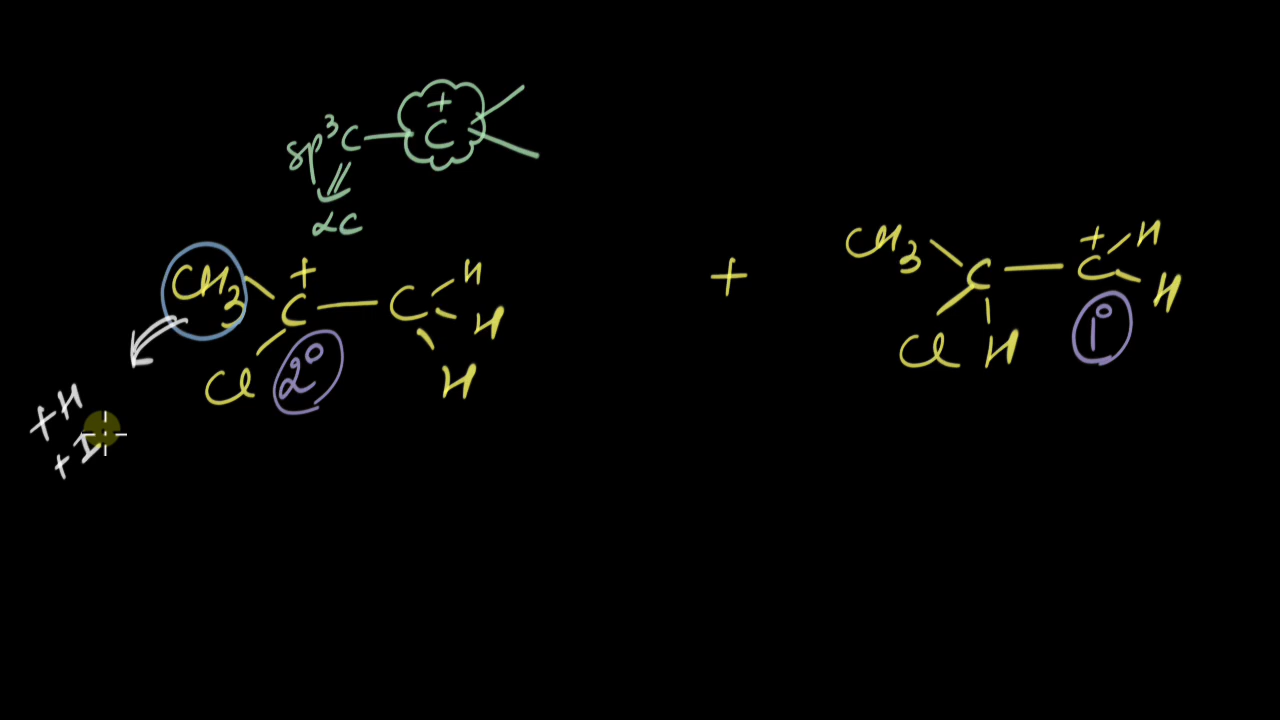 +
sp³C — C
αC
CH3 + C — C H H H
Cl 2° 
+
CH3 C — C + H H
Cl H 1°
+H
+I